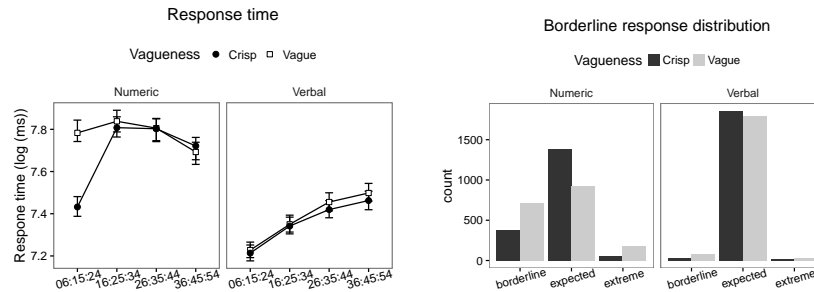 Response time
Vagueness Crisp Vague
Numeric Verbal
Respone time (log (ms))
7.8
7.6
7.4
7.2
06:15:24 16:25:34 26:35:44 36:45:54 06:15:24 16:25:34 26:35:44 36:45:54
Borderline response distribution
Vagueness Crisp Vague
Numeric Verbal
count
1500
1000
500
0
borderline expected extreme borderline expected extreme